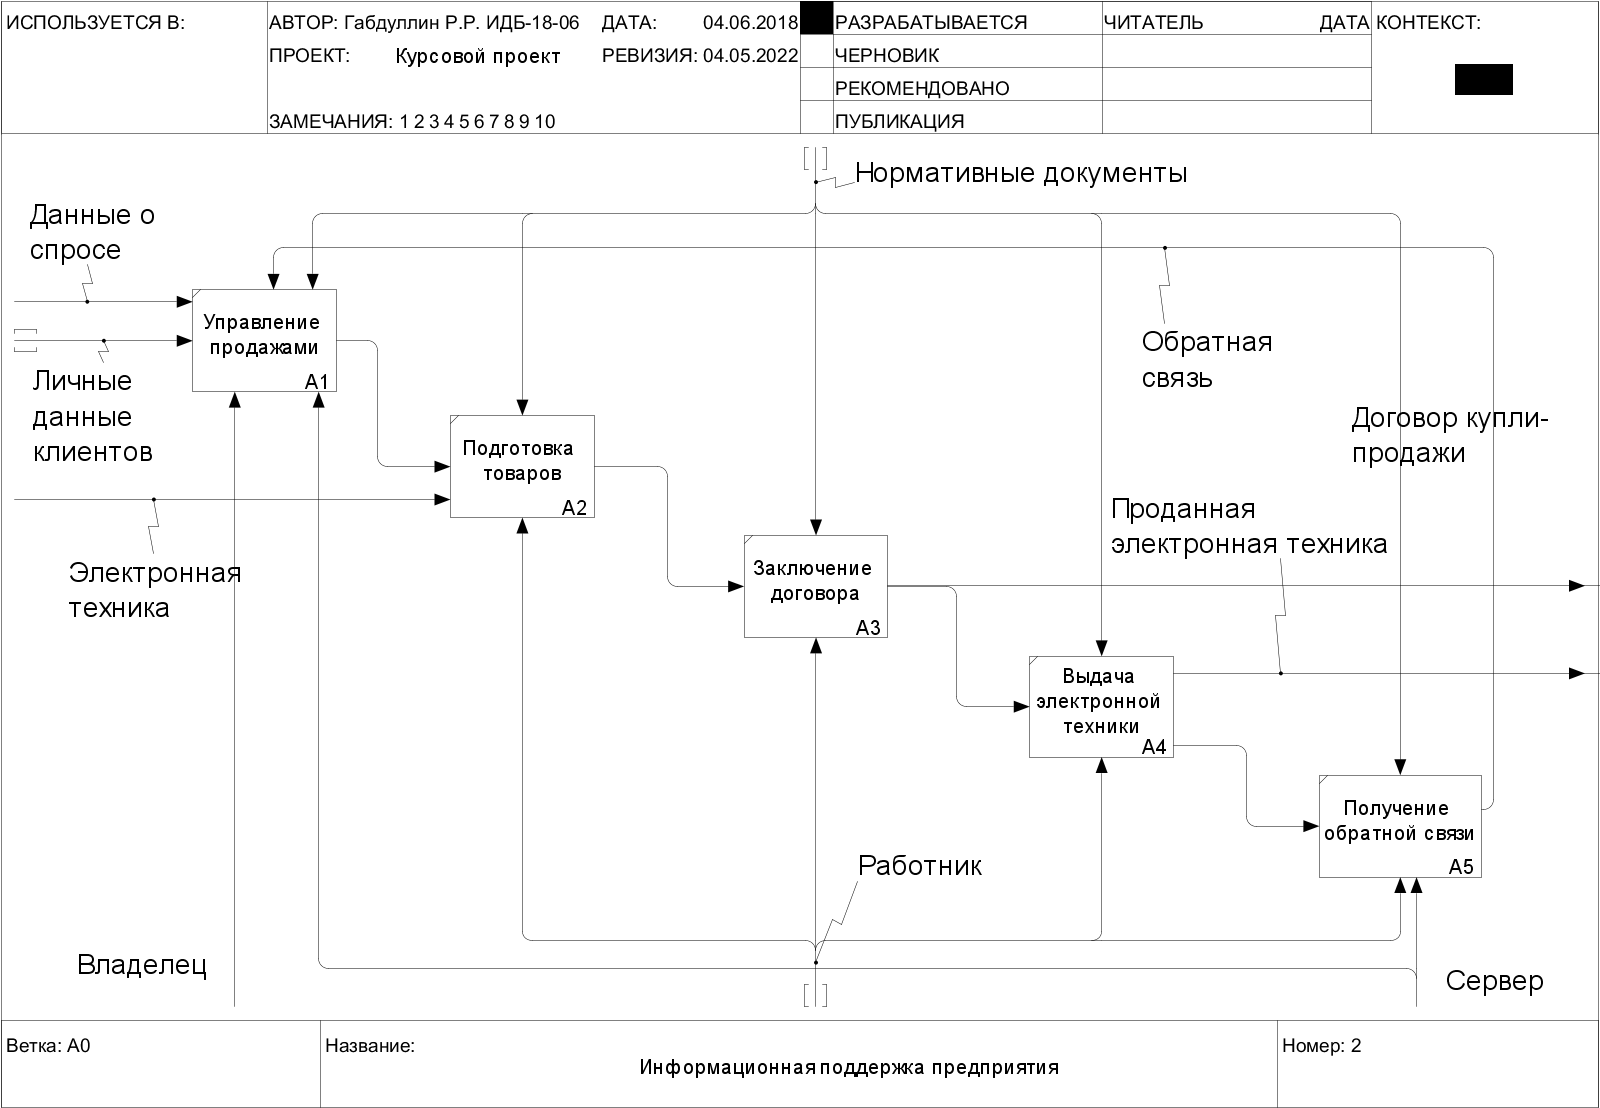 ИСПОЛЬЗУЕТСЯ В:
АВТОР: Габдуллин Р.Р. ИДБ-18-06
ДАТА: 04.06.2018
ПРОЕКТ: Курсовой проект
РЕВИЗИЯ: 04.05.2022
ЗАМЕЧАНИЯ: 1 2 3 4 5 6 7 8 9 10
РАЗРАБАТЫВАЕТСЯ
ЧЕРНОВИК
РЕКОМЕНДОВАНО
ПУБЛИКАЦИЯ
ЧИТАТЕЛЬ
ДАТА
КОНТЕКСТ:
Нормативные документы
Данные о
спросе
Управление
продажами
A1
Личные
данные
клиентов
Обратная
связь
Договор купли-
продажи
Подготовка
товаров
A2
Проданная
электронная техника
Электронная
техника
Заключение
договора
A3
Выдача
электронной
техники
A4
Получение
обратной связи
A5
Работник
Владелец
Сервер
Ветка: A0
Название:
Информационная поддержка предприятия
Номер: 2